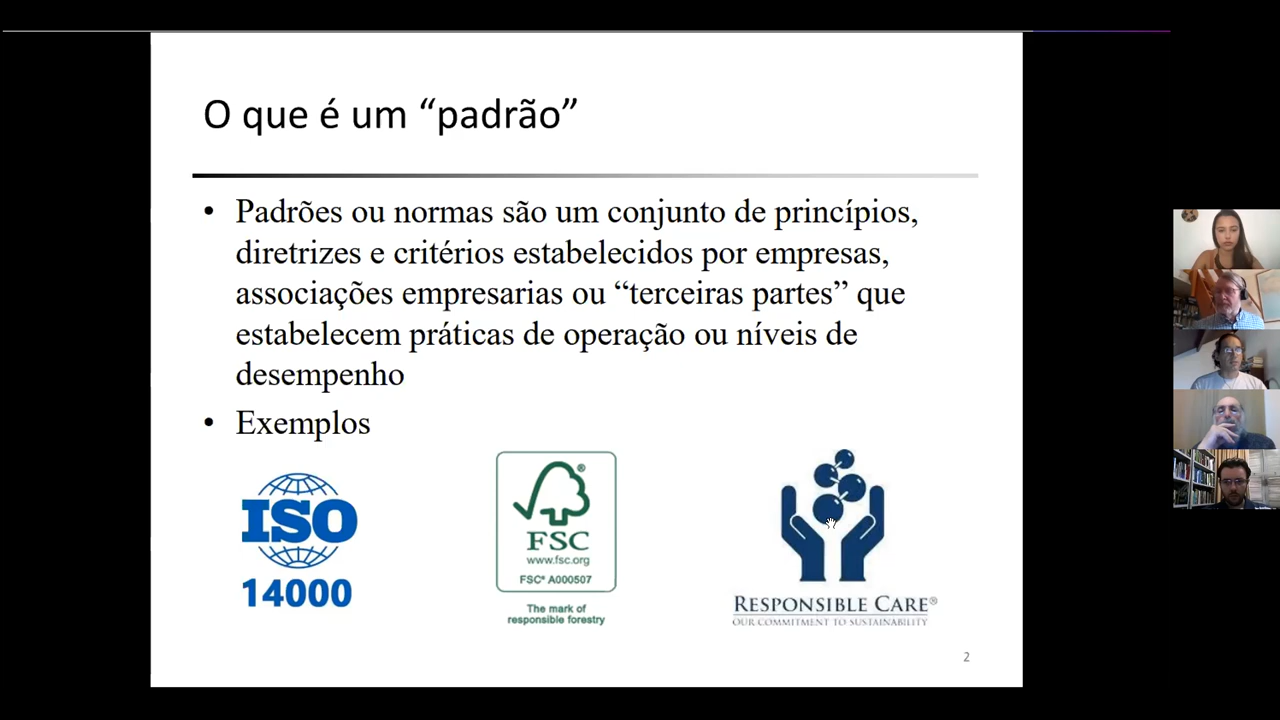 O que é um “padrão”
• Padrões ou normas são um conjunto de princípios,
diretrizes e critérios estabelecidos por empresas,
associações empresarias ou “terceiras partes” que
estabelecem práticas de operação ou níveis de
desempenho
• Exemplos
ISO
14000
®
FSC
www.fsc.org
FSC® A000507
The mark of
responsible forestry
RESPONSIBLE CARE®
OUR COMMITMENT TO SUSTAINABILITY
2